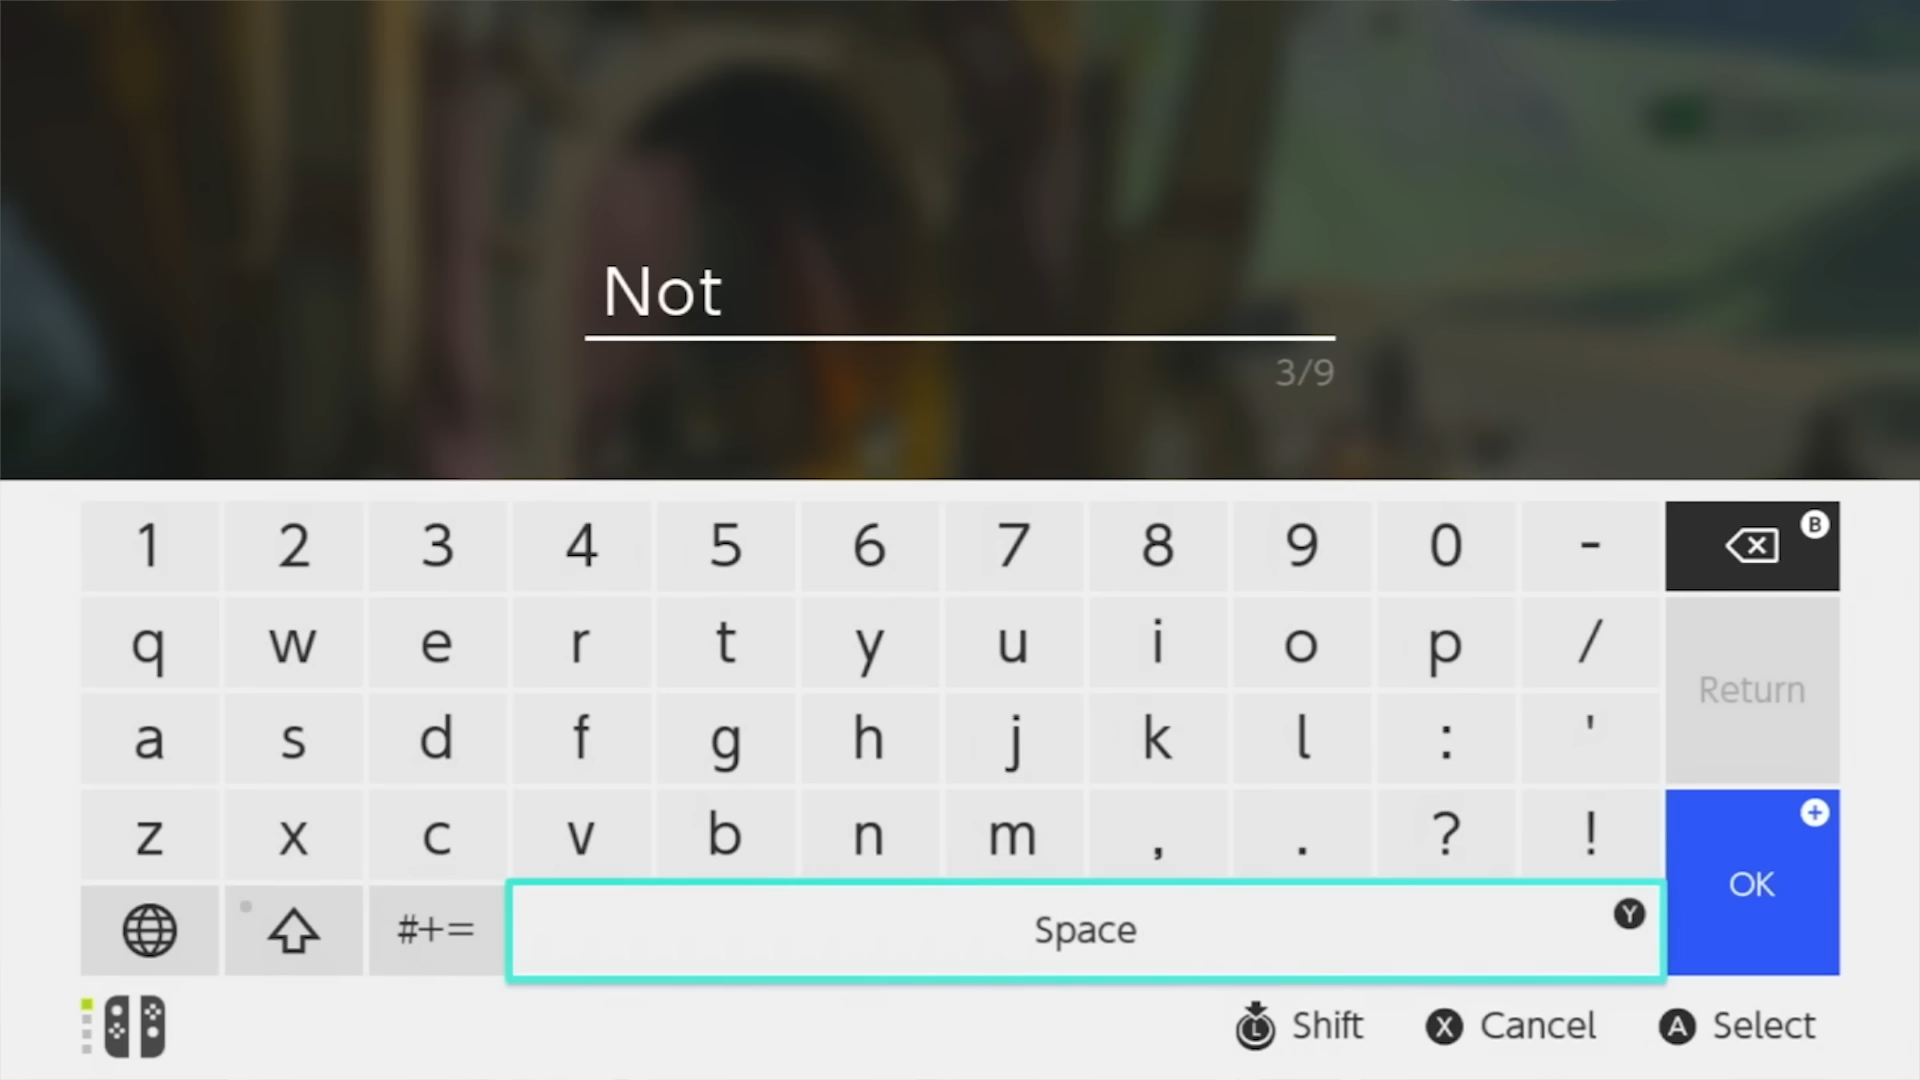 Not
3/9
1 2 3 4 5 6 7 8 9 0 - B
q w e r t y u i o p /
Return
a s d f g h j k l : '
z x c v b n m , . ? ! +
OK
#+= Space Y
L Shift X Cancel A Select